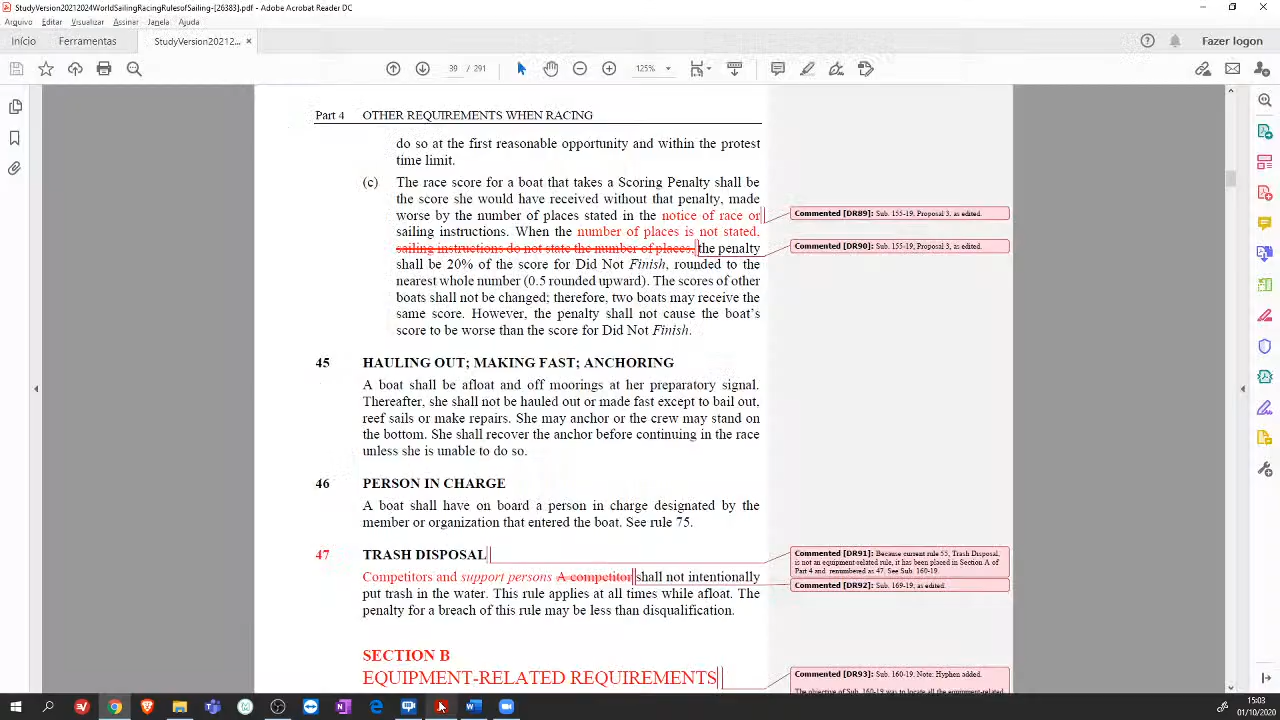 StudyVersion20212024WorldSailingRacingRulesofSailing-[26383].pdf - Adobe Acrobat Reader DC
Arquivo Editar Visualizar Assinar Janela Ajuda
Início Ferramentas StudyVersion20212... × Fazer logon
39 / 291 125%
Part 4 OTHER REQUIREMENTS WHEN RACING
do so at the first reasonable opportunity and within the protest
time limit.
(c) The race score for a boat that takes a Scoring Penalty shall be
the score she would have received without that penalty, made
worse by the number of places stated in the notice of race or
Commented [DR89]: Sub. 155-19, Proposal 3, as edited.
sailing instructions. When the number of places is not stated,
sailing instructions do not state the number of places, the penalty
Commented [DR90]: Sub. 155-19, Proposal 3, as edited.
shall be 20% of the score for Did Not Finish, rounded to the
nearest whole number (0.5 rounded upward). The scores of other
boats shall not be changed; therefore, two boats may receive the
same score. However, the penalty shall not cause the boat's
score to be worse than the score for Did Not Finish.
45 HAULING OUT; MAKING FAST; ANCHORING
A boat shall be afloat and off moorings at her preparatory signal.
Thereafter, she shall not be hauled out or made fast except to bail out,
reef sails or make repairs. She may anchor or the crew may stand on
the bottom. She shall recover the anchor before continuing in the race
unless she is unable to do so.
46 PERSON IN CHARGE
A boat shall have on board a person in charge designated by the
member or organization that entered the boat. See rule 75.
47 TRASH DISPOSAL
Commented [DR91]: Because current rule 55, Trash Disposal,
is not an equipment-related rule, it has been placed in Section A of
Part 4 and renumbered as 47. See Sub. 160-19.
Competitors and support persons A competitor shall not intentionally
Commented [DR92]: Sub. 169-19, as edited.
put trash in the water. This rule applies at all times while afloat. The
penalty for a breach of this rule may be less than disqualification.
SECTION B
EQUIPMENT-RELATED REQUIREMENTS
Commented [DR93]: Sub. 160-19. Note: Hyphen added.
The objective of Sub. 160-19 was to locate all the equipment-related
15:03
01/10/2020